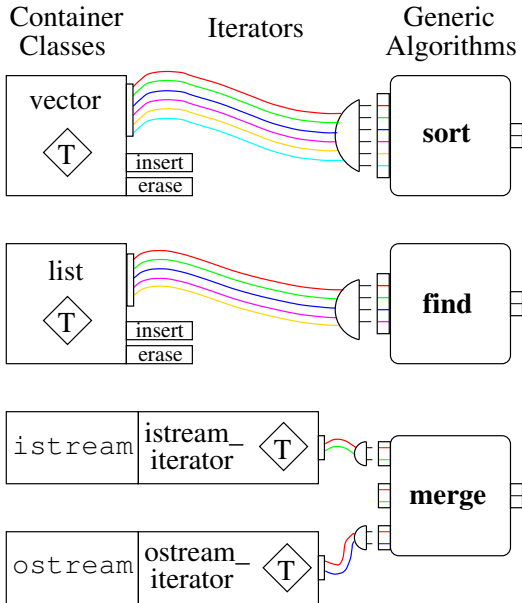 Container
Classes
Iterators
Generic
Algorithms
vector
T
insert
erase
sort
list
T
insert
erase
find
istream
istream_
iterator
T
merge
ostream
ostream_
iterator
T